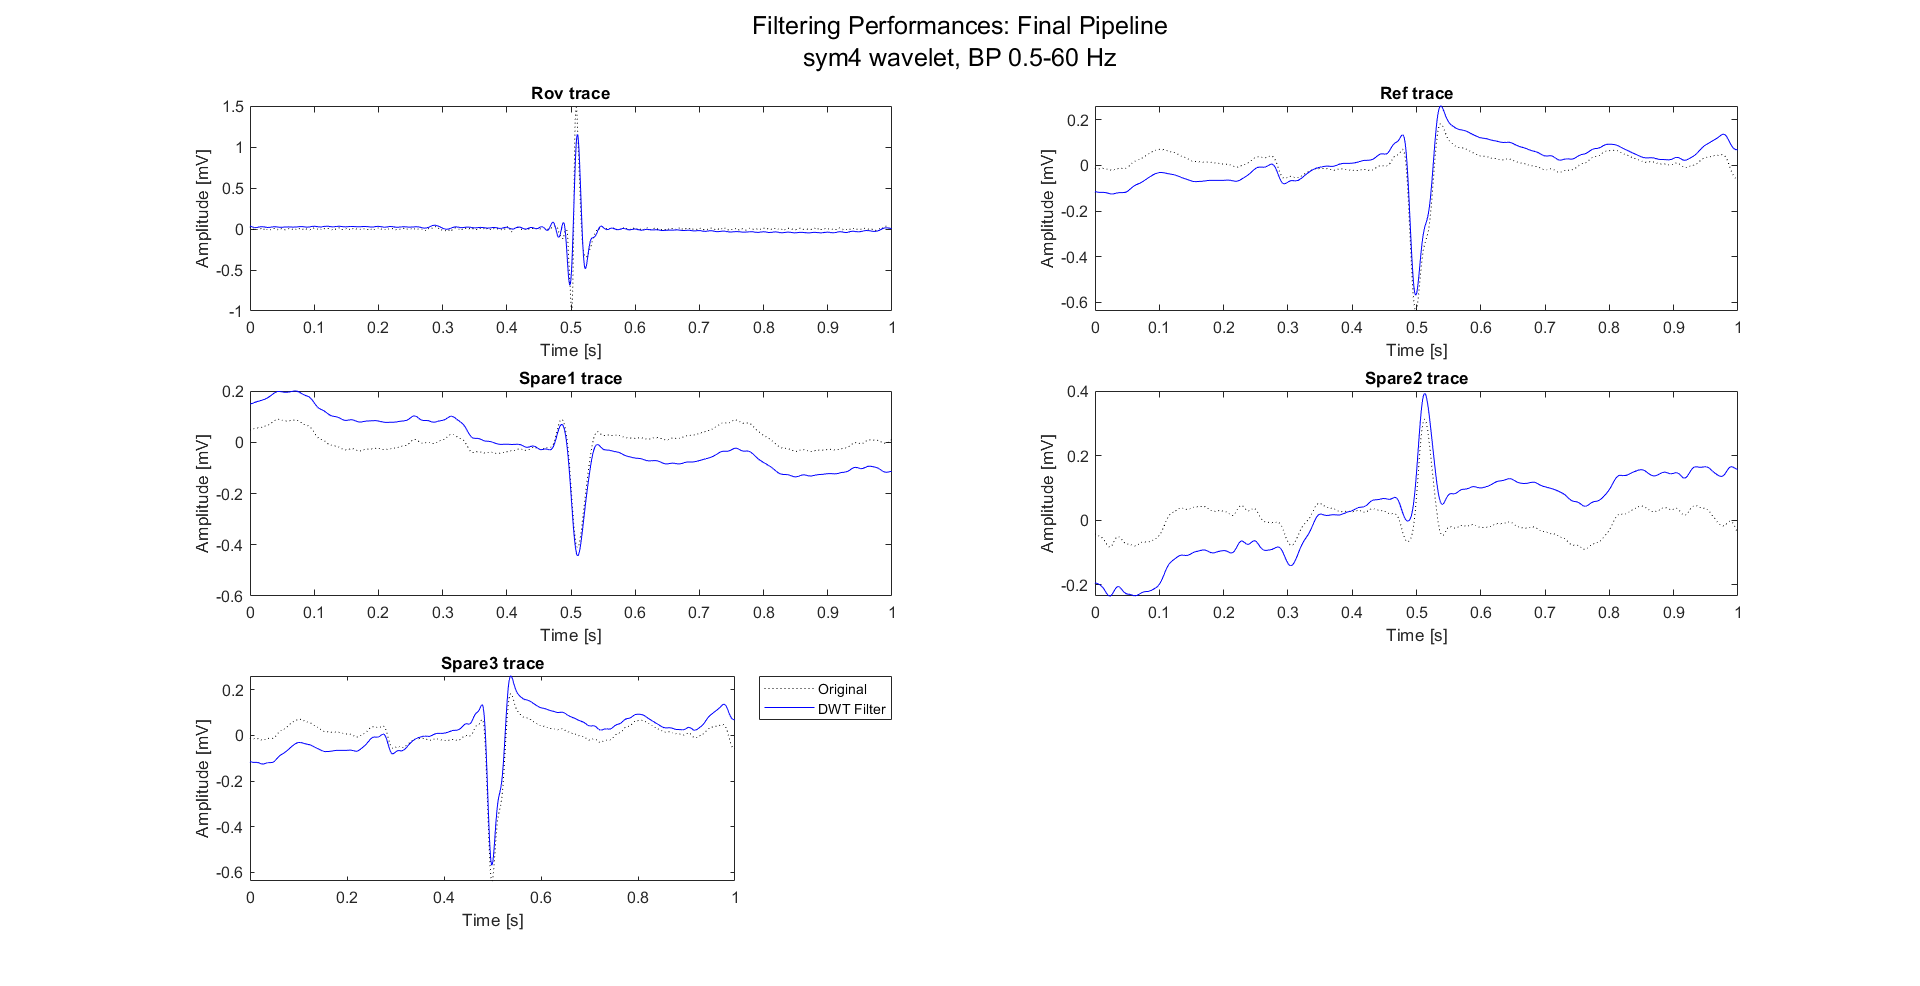 Filtering Performances: Final Pipeline
sym4 wavelet, BP 0.5-60 Hz
Rov trace
1.5
1
0.5
0
-0.5
-1
Amplitude [mV]
0 0.1 0.2 0.3 0.4 0.5 0.6 0.7 0.8 0.9 1
Time [s]
Ref trace
0.2
0
-0.2
-0.4
-0.6
Amplitude [mV]
0 0.1 0.2 0.3 0.4 0.5 0.6 0.7 0.8 0.9 1
Time [s]
Spare1 trace
0.2
0
-0.2
-0.4
-0.6
Amplitude [mV]
0 0.1 0.2 0.3 0.4 0.5 0.6 0.7 0.8 0.9 1
Time [s]
Spare2 trace
0.4
0.2
0
-0.2
Amplitude [mV]
0 0.1 0.2 0.3 0.4 0.5 0.6 0.7 0.8 0.9 1
Time [s]
Spare3 trace
0.2
0
-0.2
-0.4
-0.6
Amplitude [mV]
0 0.2 0.4 0.6 0.8 1
Time [s]
Original
DWT Filter